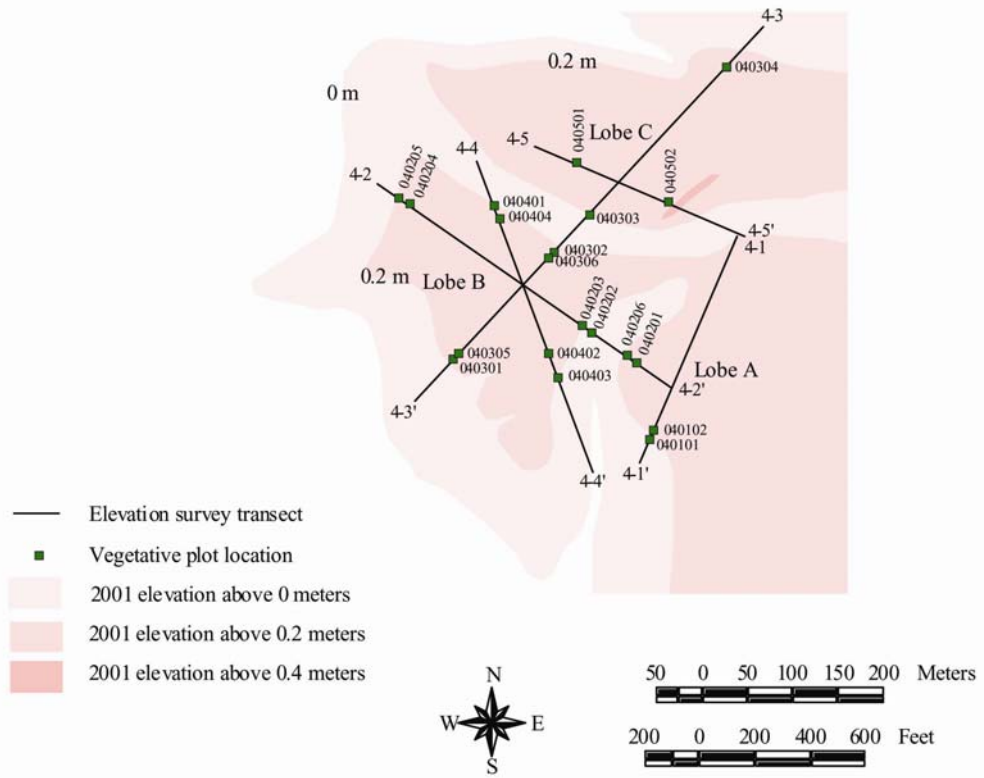 4-3
0.2 m
040304
0 m
040501
Lobe C
4-5
4-4
040502
4-2
040205
040204
040401
040404
040303
4-5'
4-1
040302
040306
0.2 m
Lobe B
040203
040202
040206
040201
040305
040301
040402
040403
Lobe A
4-2'
4-3'
040102
040101
4-1'
4-4'
Elevation survey transect
Vegetative plot location
2001 elevation above 0 meters
2001 elevation above 0.2 meters
2001 elevation above 0.4 meters
N
W
E
S
50 0 50 100 150 200 Meters
200 0 200 400 600 Feet